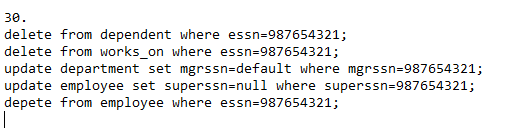 30.
delete from dependent where essn=987654321;
delete from works_on where essn=987654321;
update department set mgrssn=default where mgrssn=987654321;
update employee set superssn=null where superssn=987654321;
depete from employee where essn=987654321;